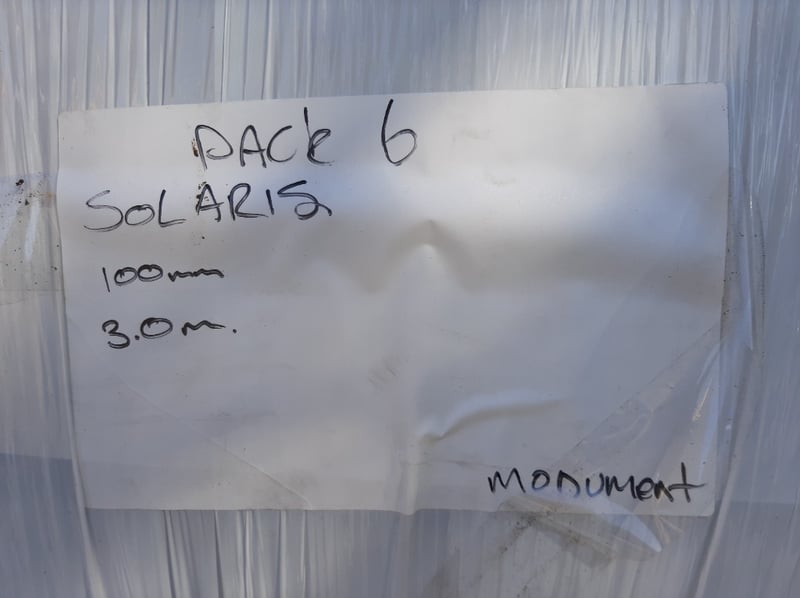 PACK 6
SOLARIS
100mm
3.0m.
MONUMENT